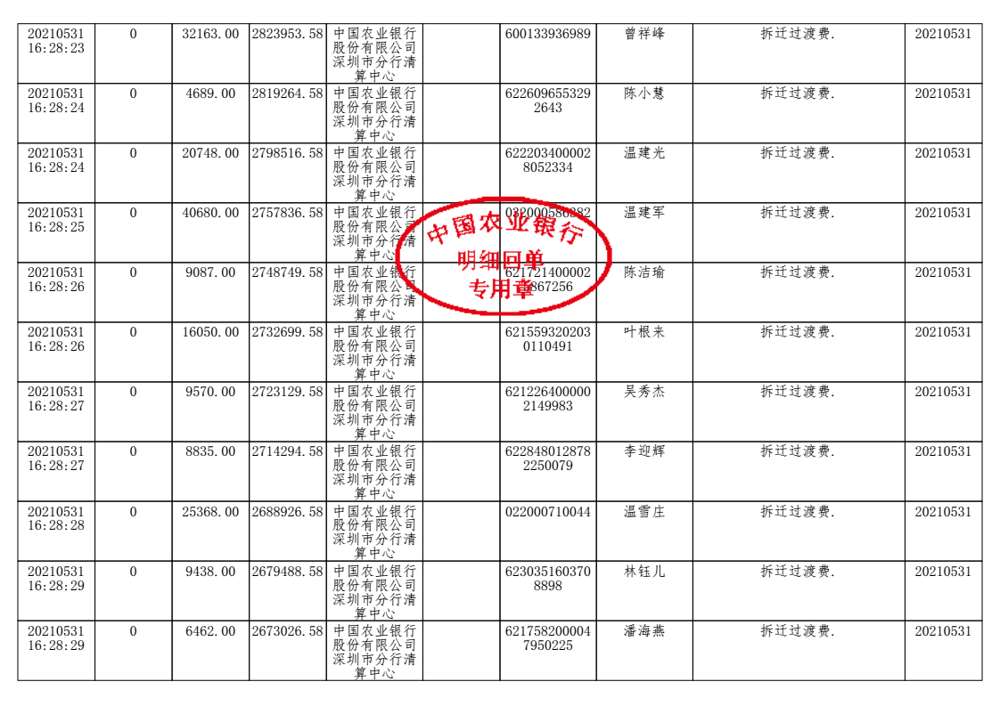 20210531 0 32163.00 2823953.58 中国农业银行 600133936989 曾祥峰 拆迁过渡费. 20210531
16:28:23 股份有限公司
深圳市分行清
算中心
20210531 0 4689.00 2819264.58 中国农业银行 622609655329 陈小慧 拆迁过渡费. 20210531
16:28:24 股份有限公司 2643
深圳市分行清
算中心
20210531 0 20748.00 2798516.58 中国农业银行 622203400002 温建光 拆迁过渡费. 20210531
16:28:24 股份有限公司 8052334
深圳市分行清
算中心
20210531 0 40680.00 2757836.58 中国农业银行 温建军 拆迁过渡费. 20210531
16:28:25 股份有限公司
深圳市分行清
算中心
中国农业银行
明细回单
专用章
20210531 0 9087.00 2748749.58 中国农业银行 621721400002 陈洁瑜 拆迁过渡费. 20210531
16:28:26 股份有限公司
深圳市分行清
算中心
20210531 0 16050.00 2732699.58 中国农业银行 621559320203 叶根来 拆迁过渡费. 20210531
16:28:26 股份有限公司 0110491
深圳市分行清
算中心
20210531 0 9570.00 2723129.58 中国农业银行 621226400000 吴秀杰 拆迁过渡费. 20210531
16:28:27 股份有限公司 2149983
深圳市分行清
算中心
20210531 0 8835.00 2714294.58 中国农业银行 622848012878 李迎辉 拆迁过渡费. 20210531
16:28:27 股份有限公司 2250079
深圳市分行清
算中心
20210531 0 25368.00 2688926.58 中国农业银行 022000710044 温雪庄 拆迁过渡费. 20210531
16:28:28 股份有限公司
深圳市分行清
算中心
20210531 0 9438.00 2679488.58 中国农业银行 623035160370 林钰儿 拆迁过渡费. 20210531
16:28:29 股份有限公司 8898
深圳市分行清
算中心
20210531 0 6462.00 2673026.58 中国农业银行 621758200004 潘海燕 拆迁过渡费. 20210531
16:28:29 股份有限公司 7950225
深圳市分行清
算中心